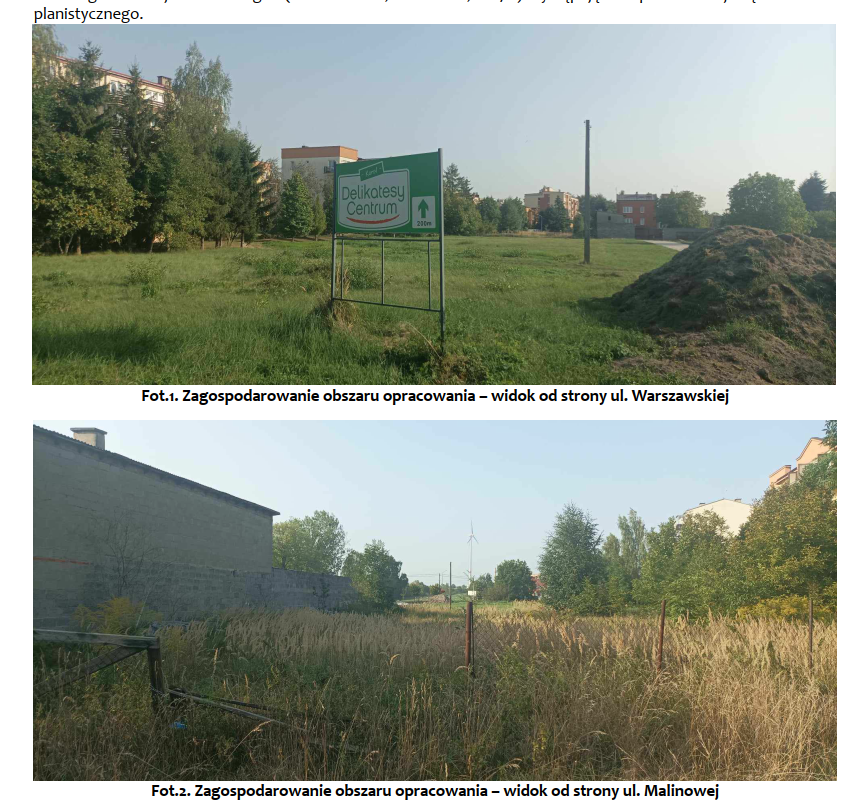 planistycznego.
Delikatesy
Centrum
200m
Fot.1. Zagospodarowanie obszaru opracowania – widok od strony ul. Warszawskiej
Fot.2. Zagospodarowanie obszaru opracowania – widok od strony ul. Malinowej